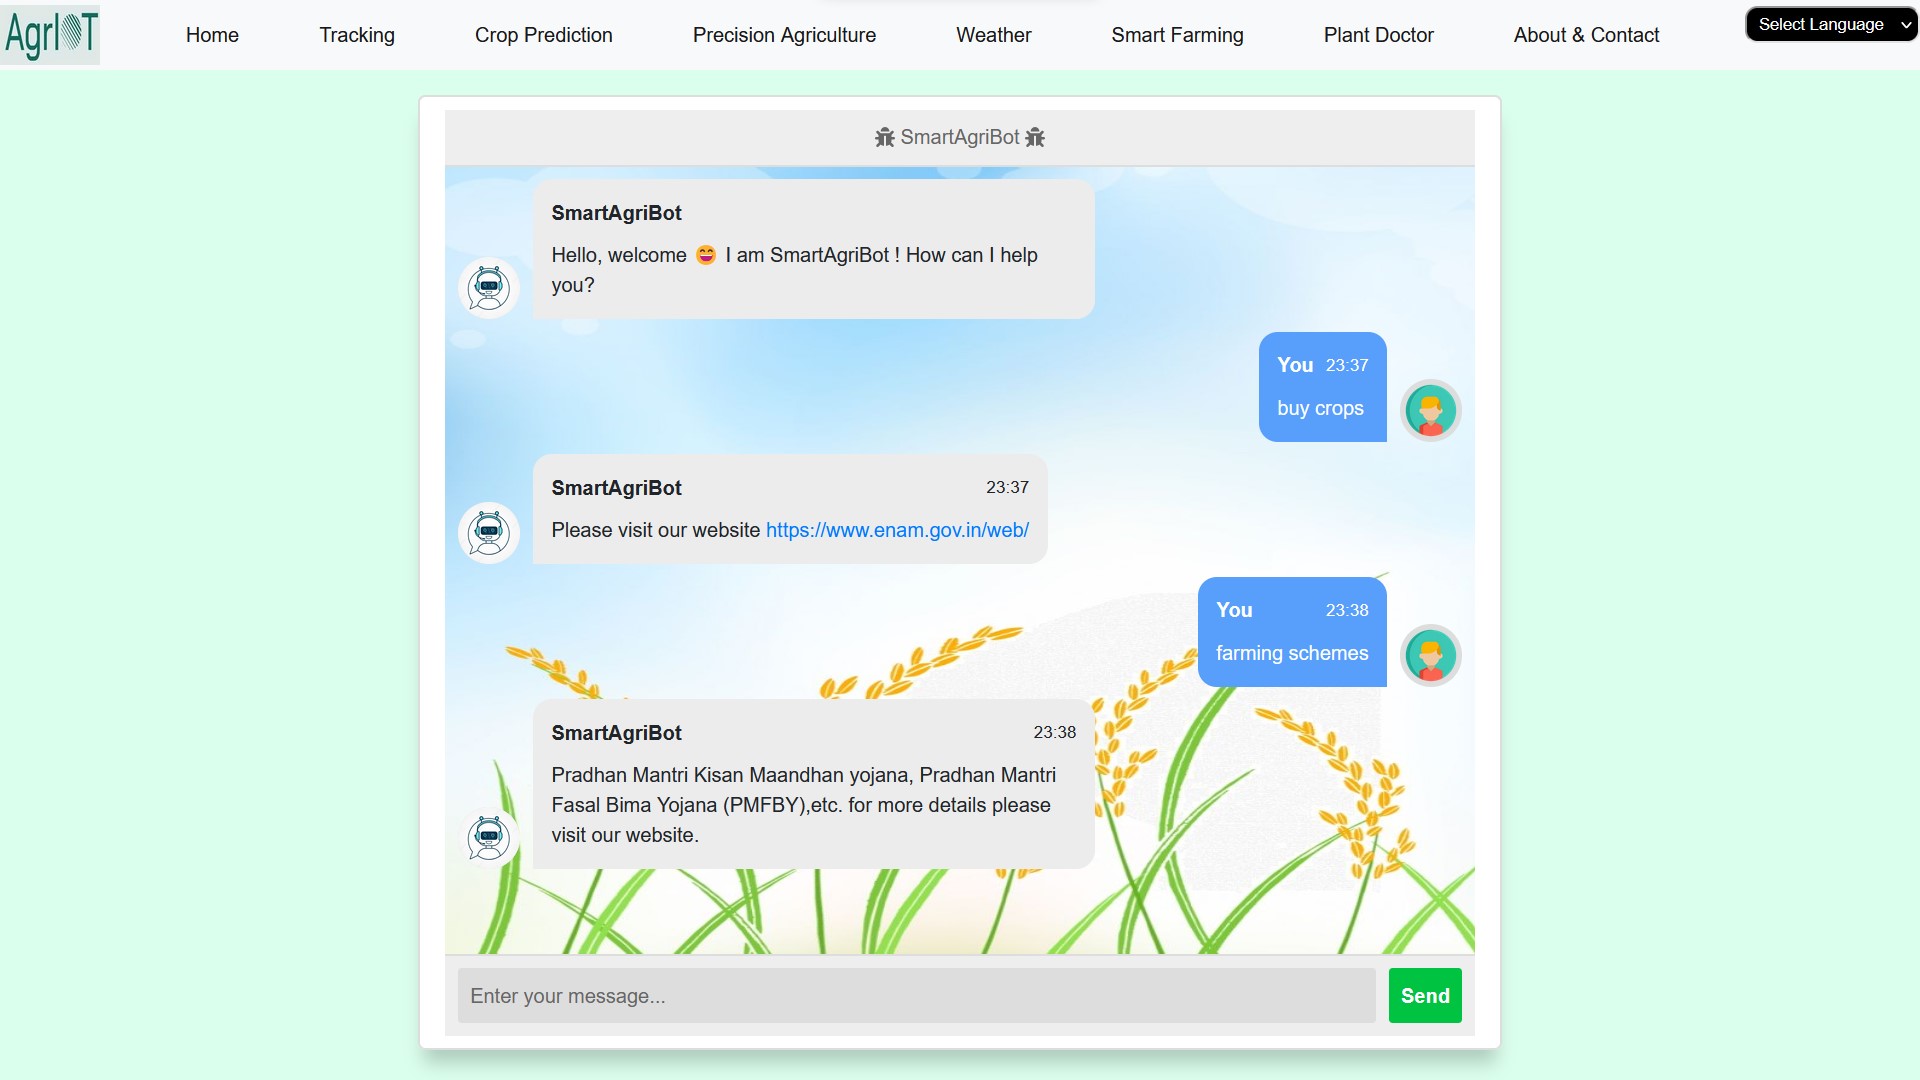 AgrIOT
Home
Tracking
Crop Prediction
Precision Agriculture
Weather
Smart Farming
Plant Doctor
About & Contact
Select Language
SmartAgriBot
SmartAgriBot
Hello, welcome 😄 I am SmartAgriBot ! How can I help
you?
You 23:37
buy crops
SmartAgriBot 23:37
Please visit our website https://www.enam.gov.in/web/
You 23:38
farming schemes
SmartAgriBot 23:38
Pradhan Mantri Kisan Maandhan yojana, Pradhan Mantri
Fasal Bima Yojana (PMFBY),etc. for more details please
visit our website.
Enter your message...
Send